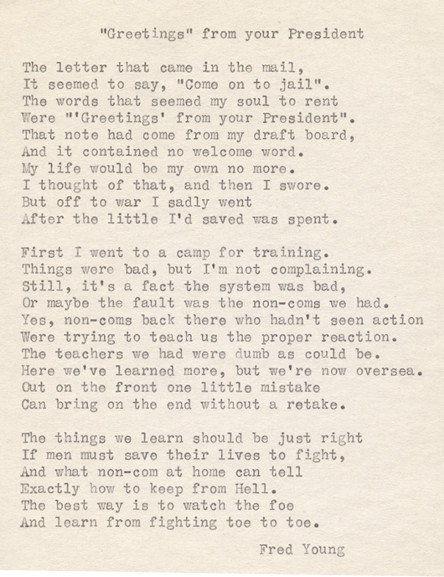 "Greetings" from your President
The letter that came in the mail,
It seemed to say, "Come on to jail".
The words that seemed my soul to rent
Were "'Greetings' from your President".
That note had come from my draft board,
And it contained no welcome word.
My life would be my own no more.
I thought of that, and then I swore.
But off to war I sadly went
After the little I'd saved was spent.
First I went to a camp for training.
Things were bad, but I'm not complaining.
Still, it's a fact the system was bad,
Or maybe the fault was the non-coms we had.
Yes, non-coms back there who hadn't seen action
Were trying to teach us the proper reaction.
The teachers we had were dumb as could be.
Here we've learned more, but we're now oversea.
Out on the front one little mistake
Can bring on the end without a retake.
The things we learn should be just right
If men must save their lives to fight,
And what non-com at home can tell
Exactly how to keep from Hell.
The best way is to watch the foe
And learn from fighting toe to toe.
Fred Young